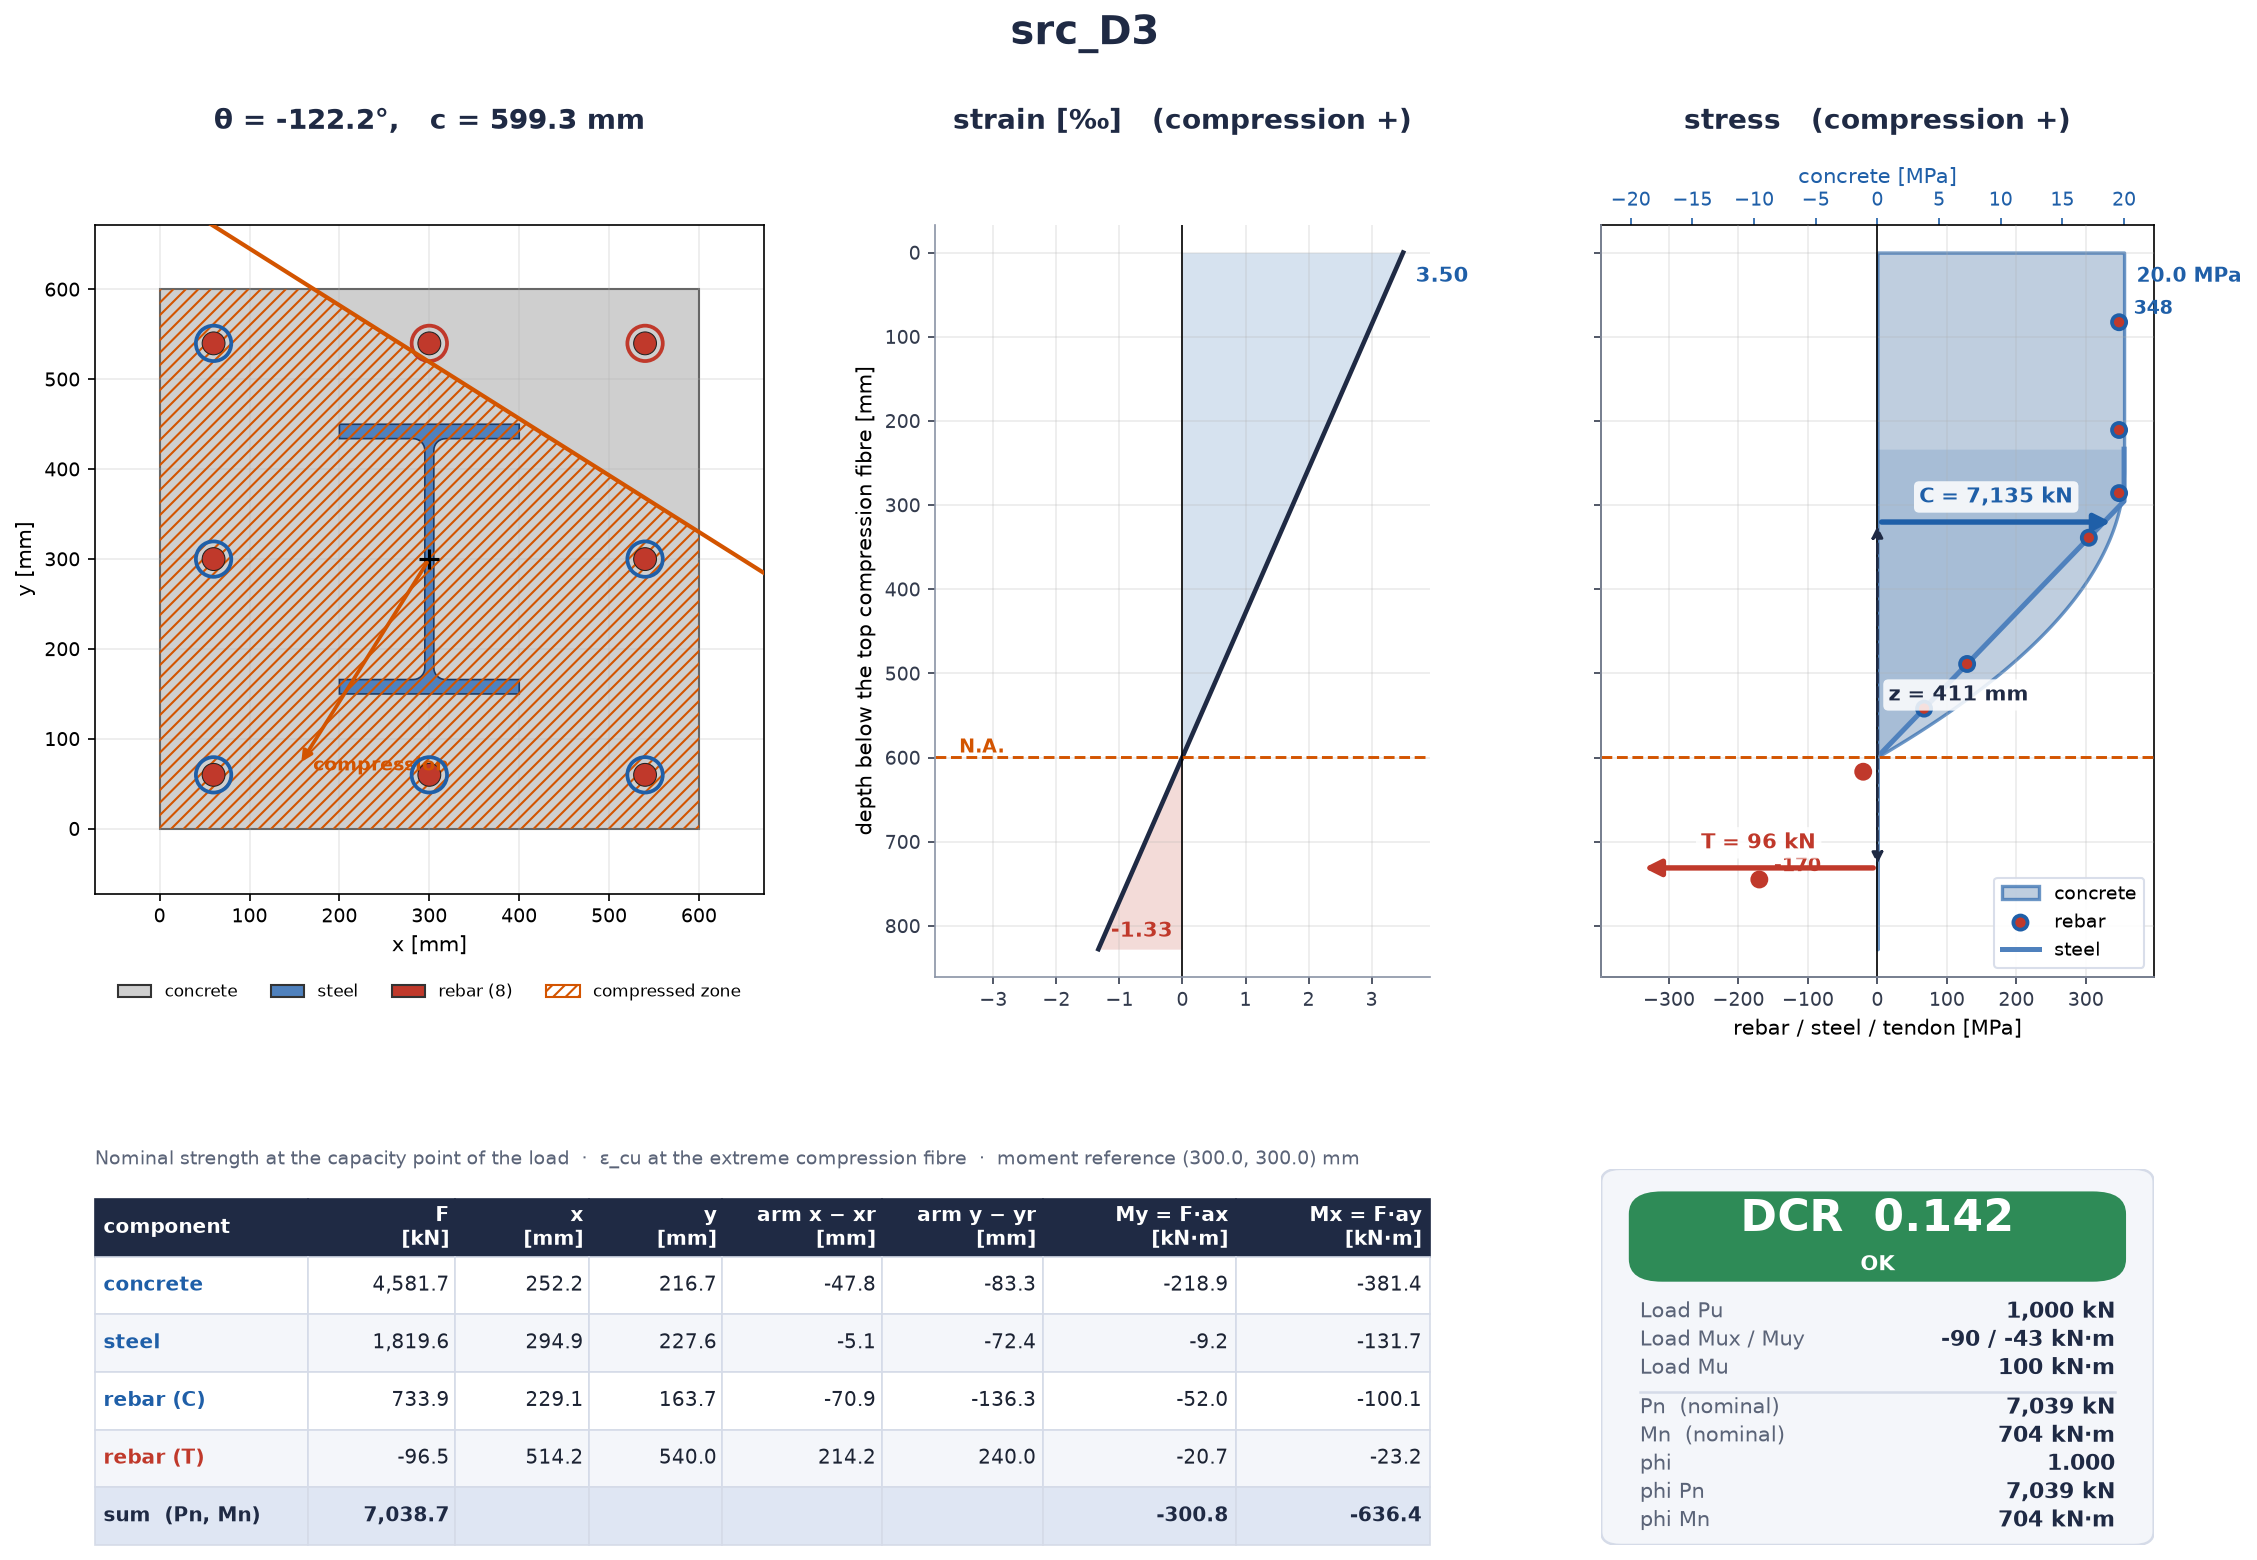 src_D3
θ = -122.2°,   c = 599.3 mm
strain [‰]   (compression +)
stress   (compression +)
concrete [MPa]
−20 −15 −10 −5 0 5 10 15 20
y [mm]
600
500
400
300
200
100
0
0 100 200 300 400 500 600
x [mm]
concrete steel rebar (8) compressed zone
depth below the top compression fibre [mm]
0
100
200
300
400
500
600
700
800
3.50
N.A.
-1.33
−3 −2 −1 0 1 2 3
20.0 MPa
348
C = 7,135 kN
z = 411 mm
T = 96 kN
-170
concrete
rebar
steel
−300 −200 −100 0 100 200 300
rebar / steel / tendon [MPa]
Nominal strength at the capacity point of the load · ε_cu at the extreme compression fibre · moment reference (300.0, 300.0) mm
component F [kN] x [mm] y [mm] arm x − xr [mm] arm y − yr [mm] My = F·ax [kN·m] Mx = F·ay [kN·m]
concrete 4,581.7 252.2 216.7 -47.8 -83.3 -218.9 -381.4
steel 1,819.6 294.9 227.6 -5.1 -72.4 -9.2 -131.7
rebar (C) 733.9 229.1 163.7 -70.9 -136.3 -52.0 -100.1
rebar (T) -96.5 514.2 540.0 214.2 240.0 -20.7 -23.2
sum (Pn, Mn) 7,038.7 -300.8 -636.4
DCR 0.142
OK
Load Pu 1,000 kN
Load Mux / Muy -90 / -43 kN·m
Load Mu 100 kN·m
Pn (nominal) 7,039 kN
Mn (nominal) 704 kN·m
phi 1.000
phi Pn 7,039 kN
phi Mn 704 kN·m